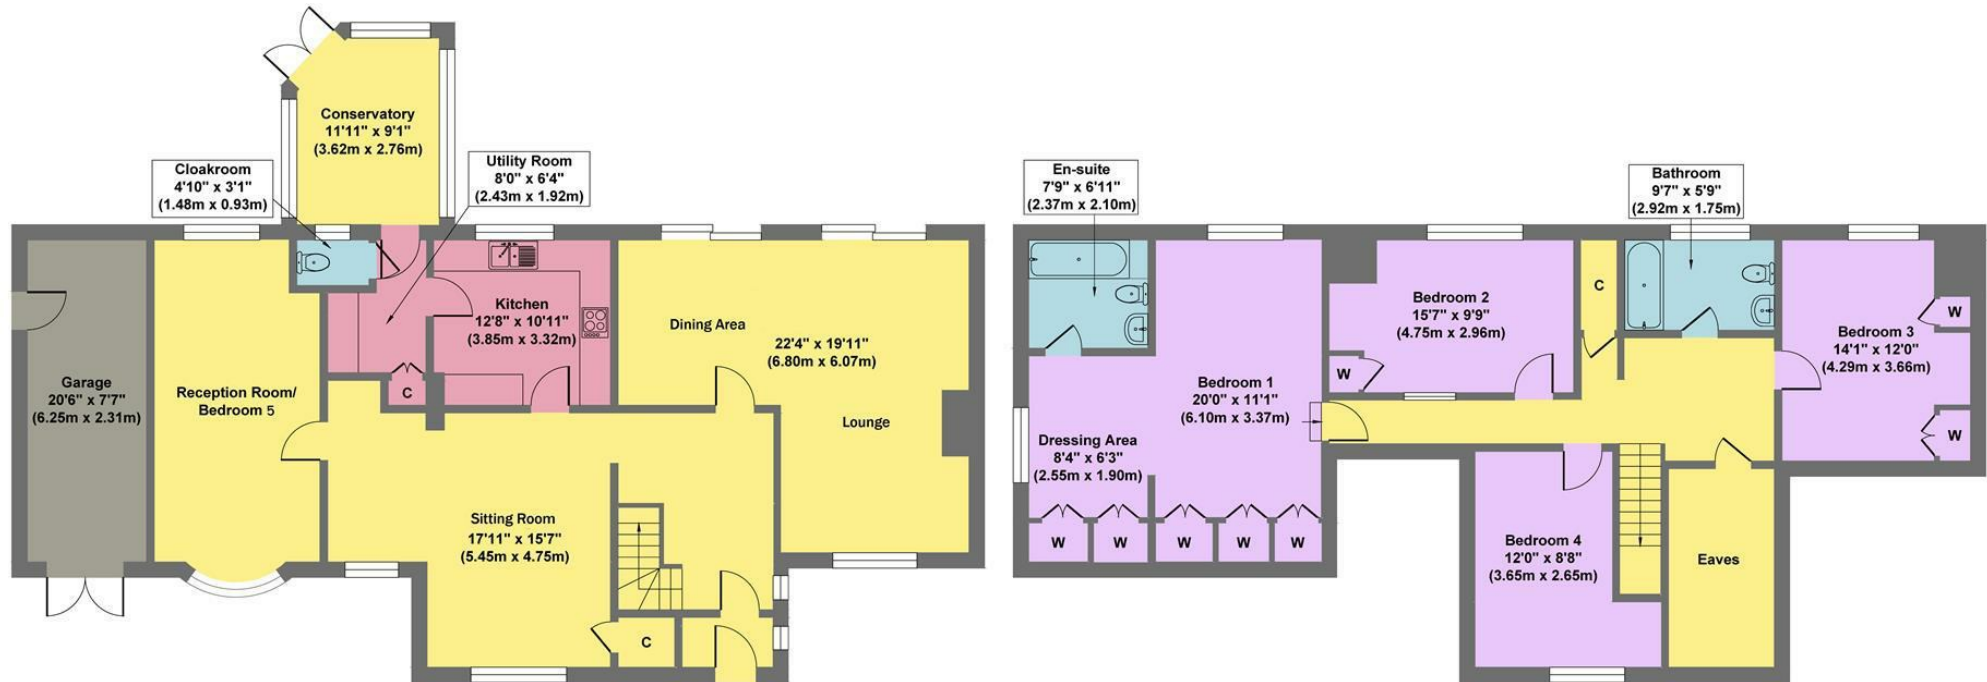 Conservatory
11'11" x 9'1"
(3.62m x 2.76m)
Cloakroom
4'10" x 3'1"
(1.48m x 0.93m)
Utility Room
8'0" x 6'4"
(2.43m x 1.92m)
Kitchen
12'8" x 10'11"
(3.85m x 3.32m)
C
Dining Area
22'4" x 19'11"
(6.80m x 6.07m)
Lounge
Garage
20'6" x 7'7"
(6.25m x 2.31m)
Reception Room/
Bedroom 5
Sitting Room
17'11" x 15'7"
(5.45m x 4.75m)
C
En-suite
7'9" x 6'11"
(2.37m x 2.10m)
Bathroom
9'7" x 5'9"
(2.92m x 1.75m)
Bedroom 1
20'0" x 11'1"
(6.10m x 3.37m)
Dressing Area
8'4" x 6'3"
(2.55m x 1.90m)
W
W
W
W
W
Bedroom 2
15'7" x 9'9"
(4.75m x 2.96m)
W
C
Bedroom 3
14'1" x 12'0"
(4.29m x 3.66m)
W
W
Bedroom 4
12'0" x 8'8"
(3.65m x 2.65m)
Eaves